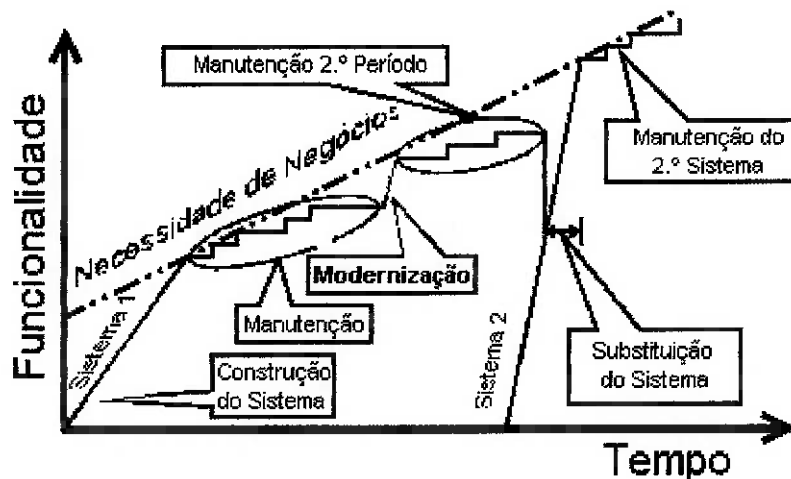 Manutenção 2.º Período
Manutenção do
2.º Sistema
Necessidade de Negócios
Funcionalidade
Modernização
Manutenção
Sistema 1
Construção
do Sistema
Sistema 2
Substituição
do Sistema
Tempo